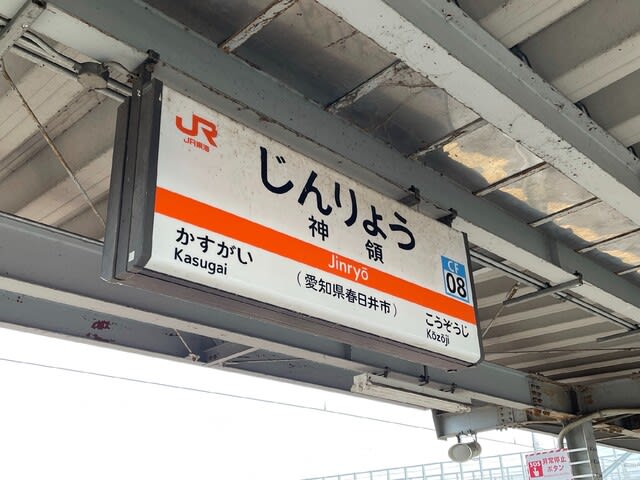 JR
JR東海
じんりょう
神領
Jinryō
CF
08
かすがい
Kasugai
(愛知県春日井市)
こうぞうじ
Kōzōji
SOS
非常停止
ボタン